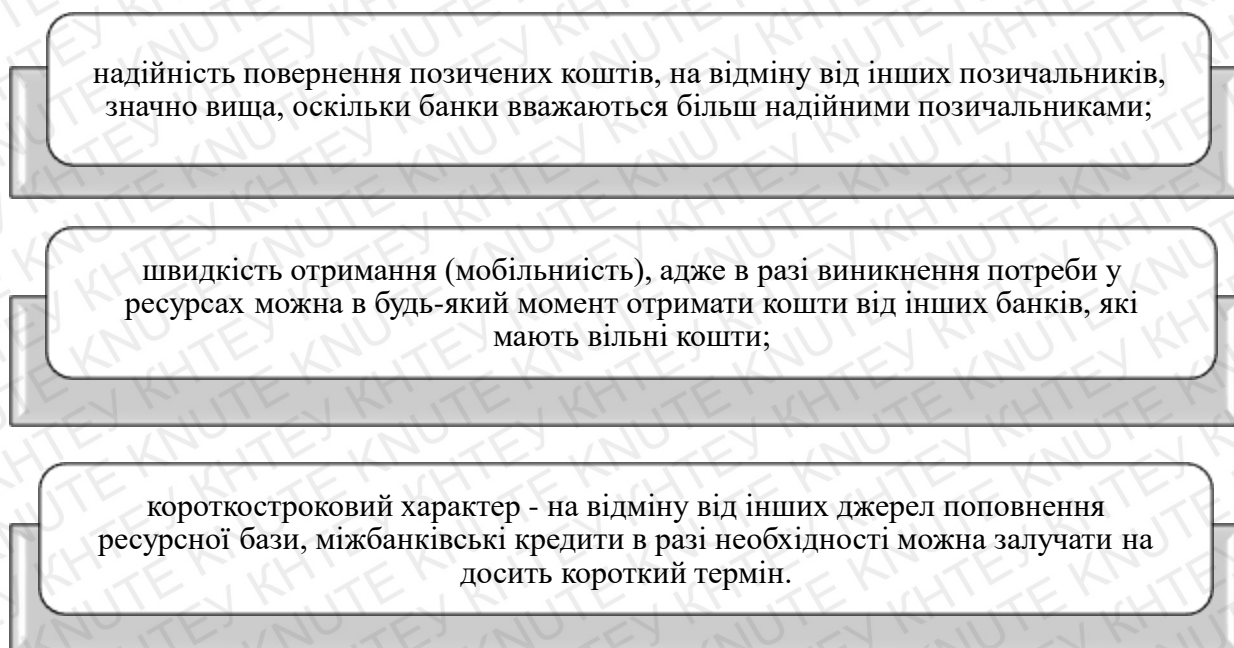 надійність повернення позичених коштів, на відміну від інших позичальників,
значно вища, оскільки банки вважаються більш надійними позичальниками;
швидкість отримання (мобільниість), адже в разі виникнення потреби у
ресурсах можна в будь-який момент отримати кошти від інших банків, які
мають вільні кошти;
короткостроковий характер - на відміну від інших джерел поповнення
ресурсної бази, міжбанківські кредити в разі необхідності можна залучати на
досить короткий термін.